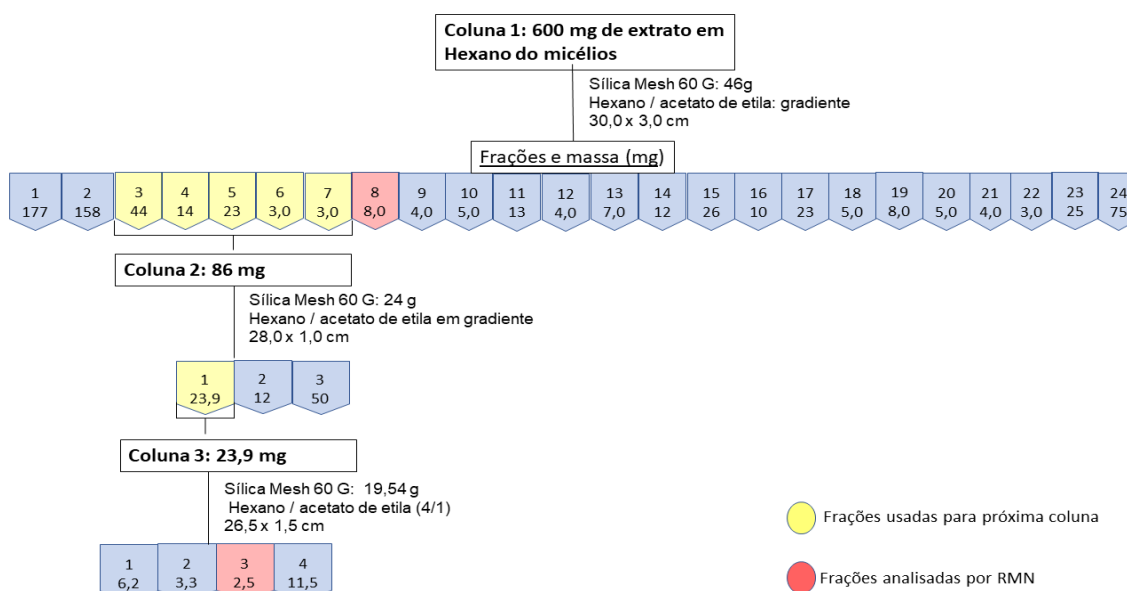 Coluna 1: 600 mg de extrato em
Hexano do micélios
Sílica Mesh 60 G: 46g
Hexano / acetato de etila: gradiente
30,0 x 3,0 cm
Frações e massa (mg)
1 2 3 4 5 6 7 8 9 10 11 12 13 14 15 16 17 18 19 20 21 22 23 24
177 158 44 14 23 3,0 3,0 8,0 4,0 5,0 13 4,0 7,0 12 26 10 23 5,0 8,0 5,0 4,0 3,0 25 75
Coluna 2: 86 mg
Sílica Mesh 60 G: 24 g
Hexano / acetato de etila em gradiente
28,0 x 1,0 cm
1 2 3
23,9 12 50
Coluna 3: 23,9 mg
Sílica Mesh 60 G: 19,54 g
Hexano / acetato de etila (4/1)
26,5 x 1,5 cm
1 2 3 4
6,2 3,3 2,5 11,5
Frações usadas para próxima coluna
Frações analisadas por RMN